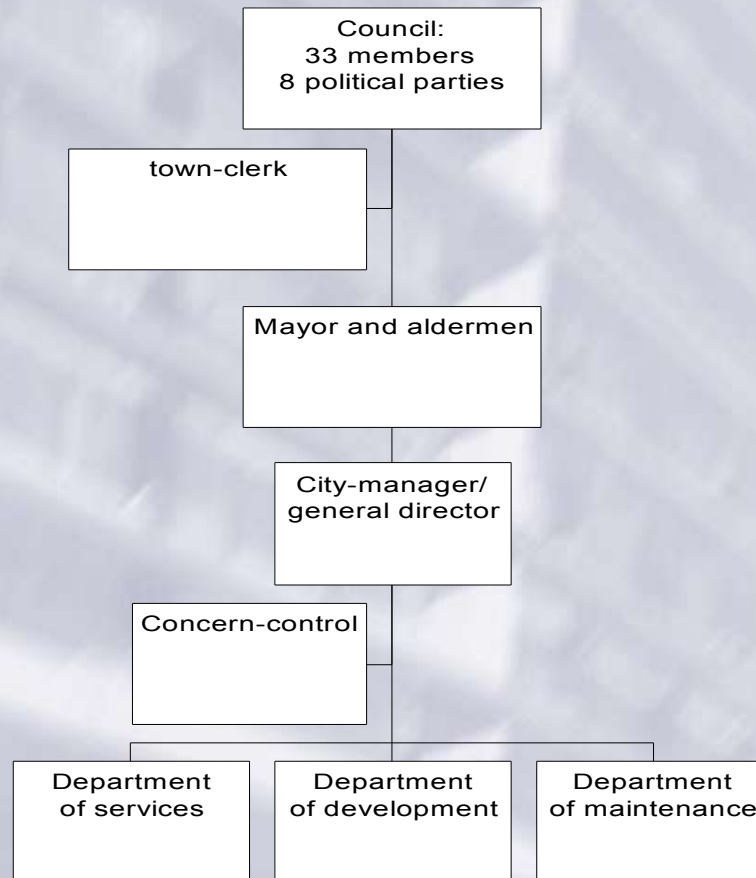 Council:
33 members
8 political parties
town-clerk
Mayor and aldermen
City-manager/
general director
Concern-control
Department
of services
Department
of development
Department
of maintenance